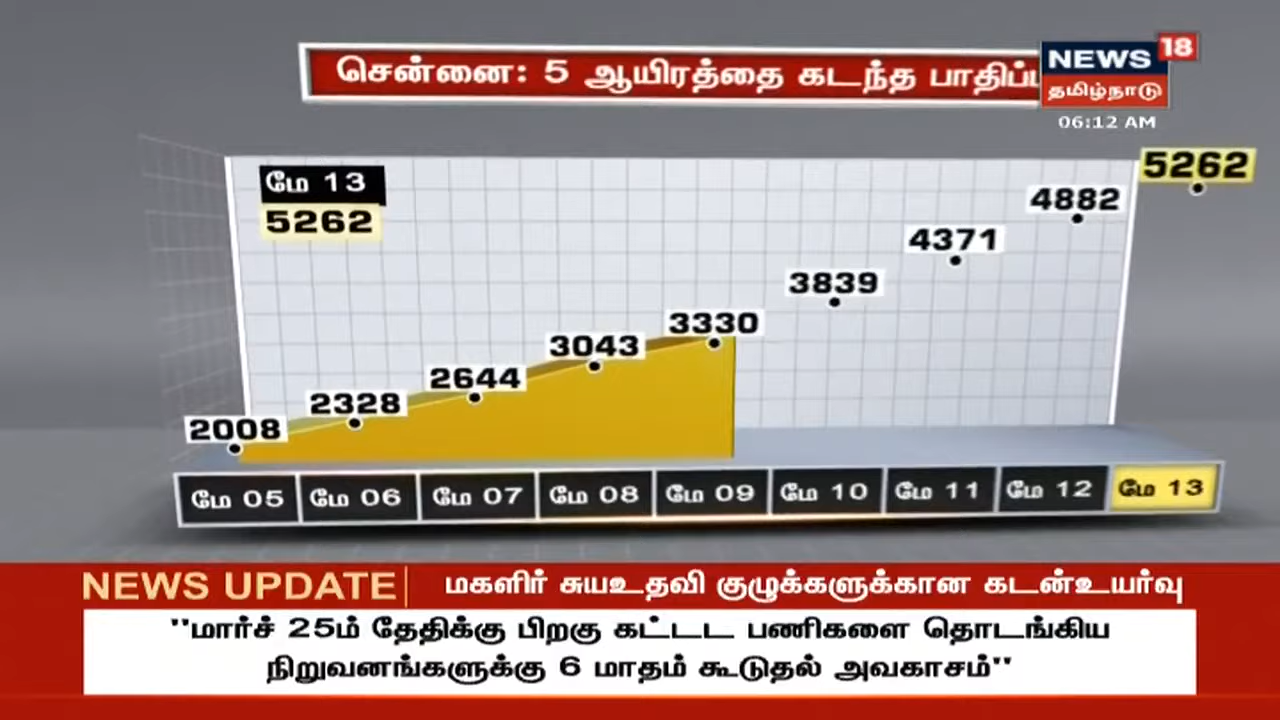 சென்னை: 5 ஆயிரத்தை கடந்த
NEWS 18
தமிழ்நாடு
06:12 AM
மே 13
5262
5262
4882
4371
3839
3330
3043
2644
2328
2008
மே 05 மே 06 மே 07 மே 08 மே 09 மே 10 மே 11 மே 12 மே 13
NEWS UPDATE மகளிர் சுயஉதவி குழுக்களுக்கான கடன்உயர்வு
"மார்ச் 25ம் தேதிக்கு பிறகு கட்டட பணிகளை தொடங்கிய
நிறுவனங்களுக்கு 6 மாதம் கூடுதல் அவகாசம்"